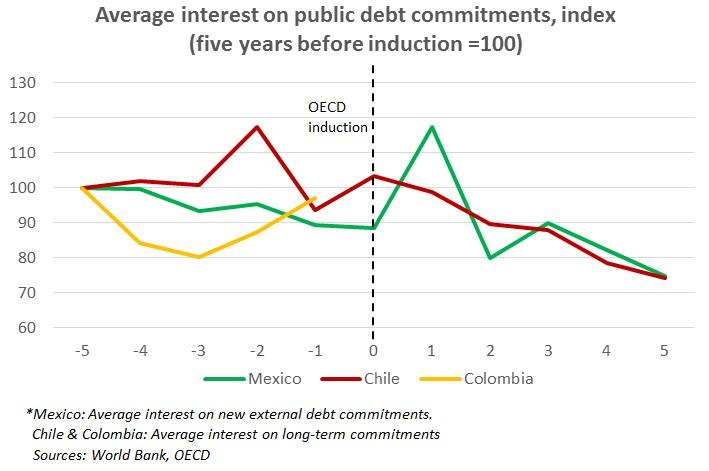 Average interest on public debt commitments, index
(five years before induction =100)
130
120
110
100
90
80
70
60
OECD
induction
-5 -4 -3 -2 -1 0 1 2 3 4 5
Mexico Chile Colombia
*Mexico: Average interest on new external debt commitments.
Chile & Colombia: Average interest on long-term commitments
Sources: World Bank, OECD